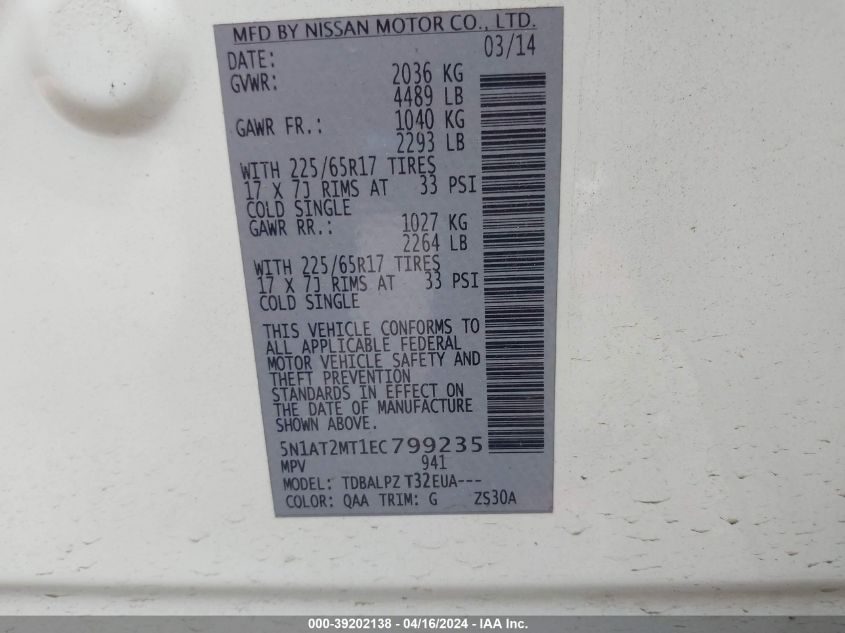 MFD BY NISSAN MOTOR CO., LTD.
DATE: 03/14
GVWR: 2036 KG
4489 LB
GAWR FR.: 1040 KG
2293 LB
WITH 225/65R17 TIRES
17 X 7J RIMS AT 33 PSI
COLD SINGLE
GAWR RR.: 1027 KG
2264 LB
WITH 225/65R17 TIRES
17 X 7J RIMS AT 33 PSI
COLD SINGLE
THIS VEHICLE CONFORMS TO
ALL APPLICABLE FEDERAL
MOTOR VEHICLE SAFETY AND
THEFT PREVENTION
STANDARDS IN EFFECT ON
THE DATE OF MANUFACTURE
SHOWN ABOVE.
5N1AT2MT1EC799235
MPV 941
MODEL: TDBALPZ T32EUA---
COLOR: QAA TRIM: G ZS30A
000-39202138 - 04/16/2024 - IAA Inc.